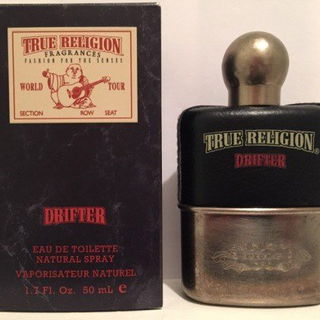 TRUE RELIGION
FRAGRANCES
FASHION FOR THE SENSES
WORLD TOUR
SECTION ROW SEAT
DRIFTER
EAU DE TOILETTE
NATURAL SPRAY
VAPORISATEUR NATUREL
1.7 Fl. Oz. 50 mL e
TRUE RELIGION
DRIFTER